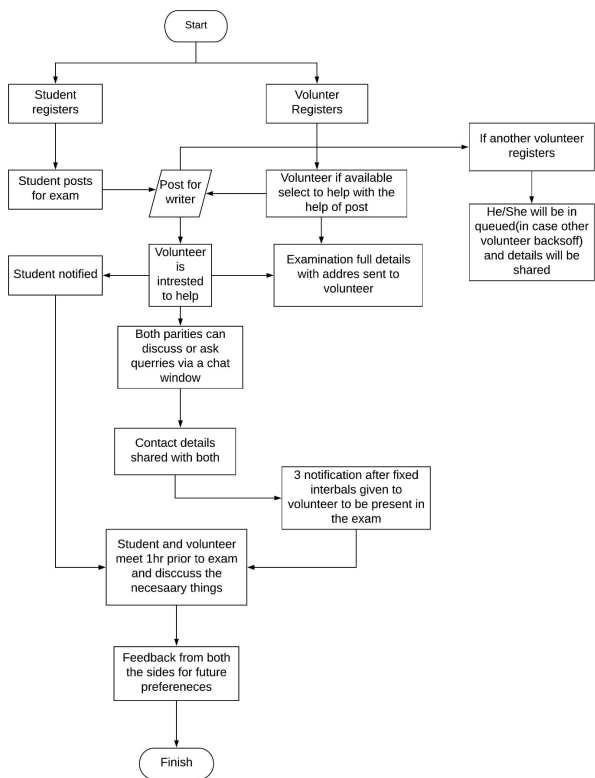 Start
Student
registers
Volunter
Registers
If another volunteer
registers
Student posts
for exam
Post for
writer
Volunteer if available
select to help with the
help of post
He/She will be in
queued(in case other
volunteer backsoff)
and details will be
shared
Student notified
Volunteer
is
intrested
to help
Examination full details
with addres sent to
volunteer
Both parities can
discuss or ask
querries via a chat
window
Contact details
shared with both
3 notification after fixed
interbals given to
volunteer to be present in
the exam
Student and volunteer
meet 1hr prior to exam
and disccuss the
necesaary things
Feedback from both
the sides for future
prefereneces
Finish